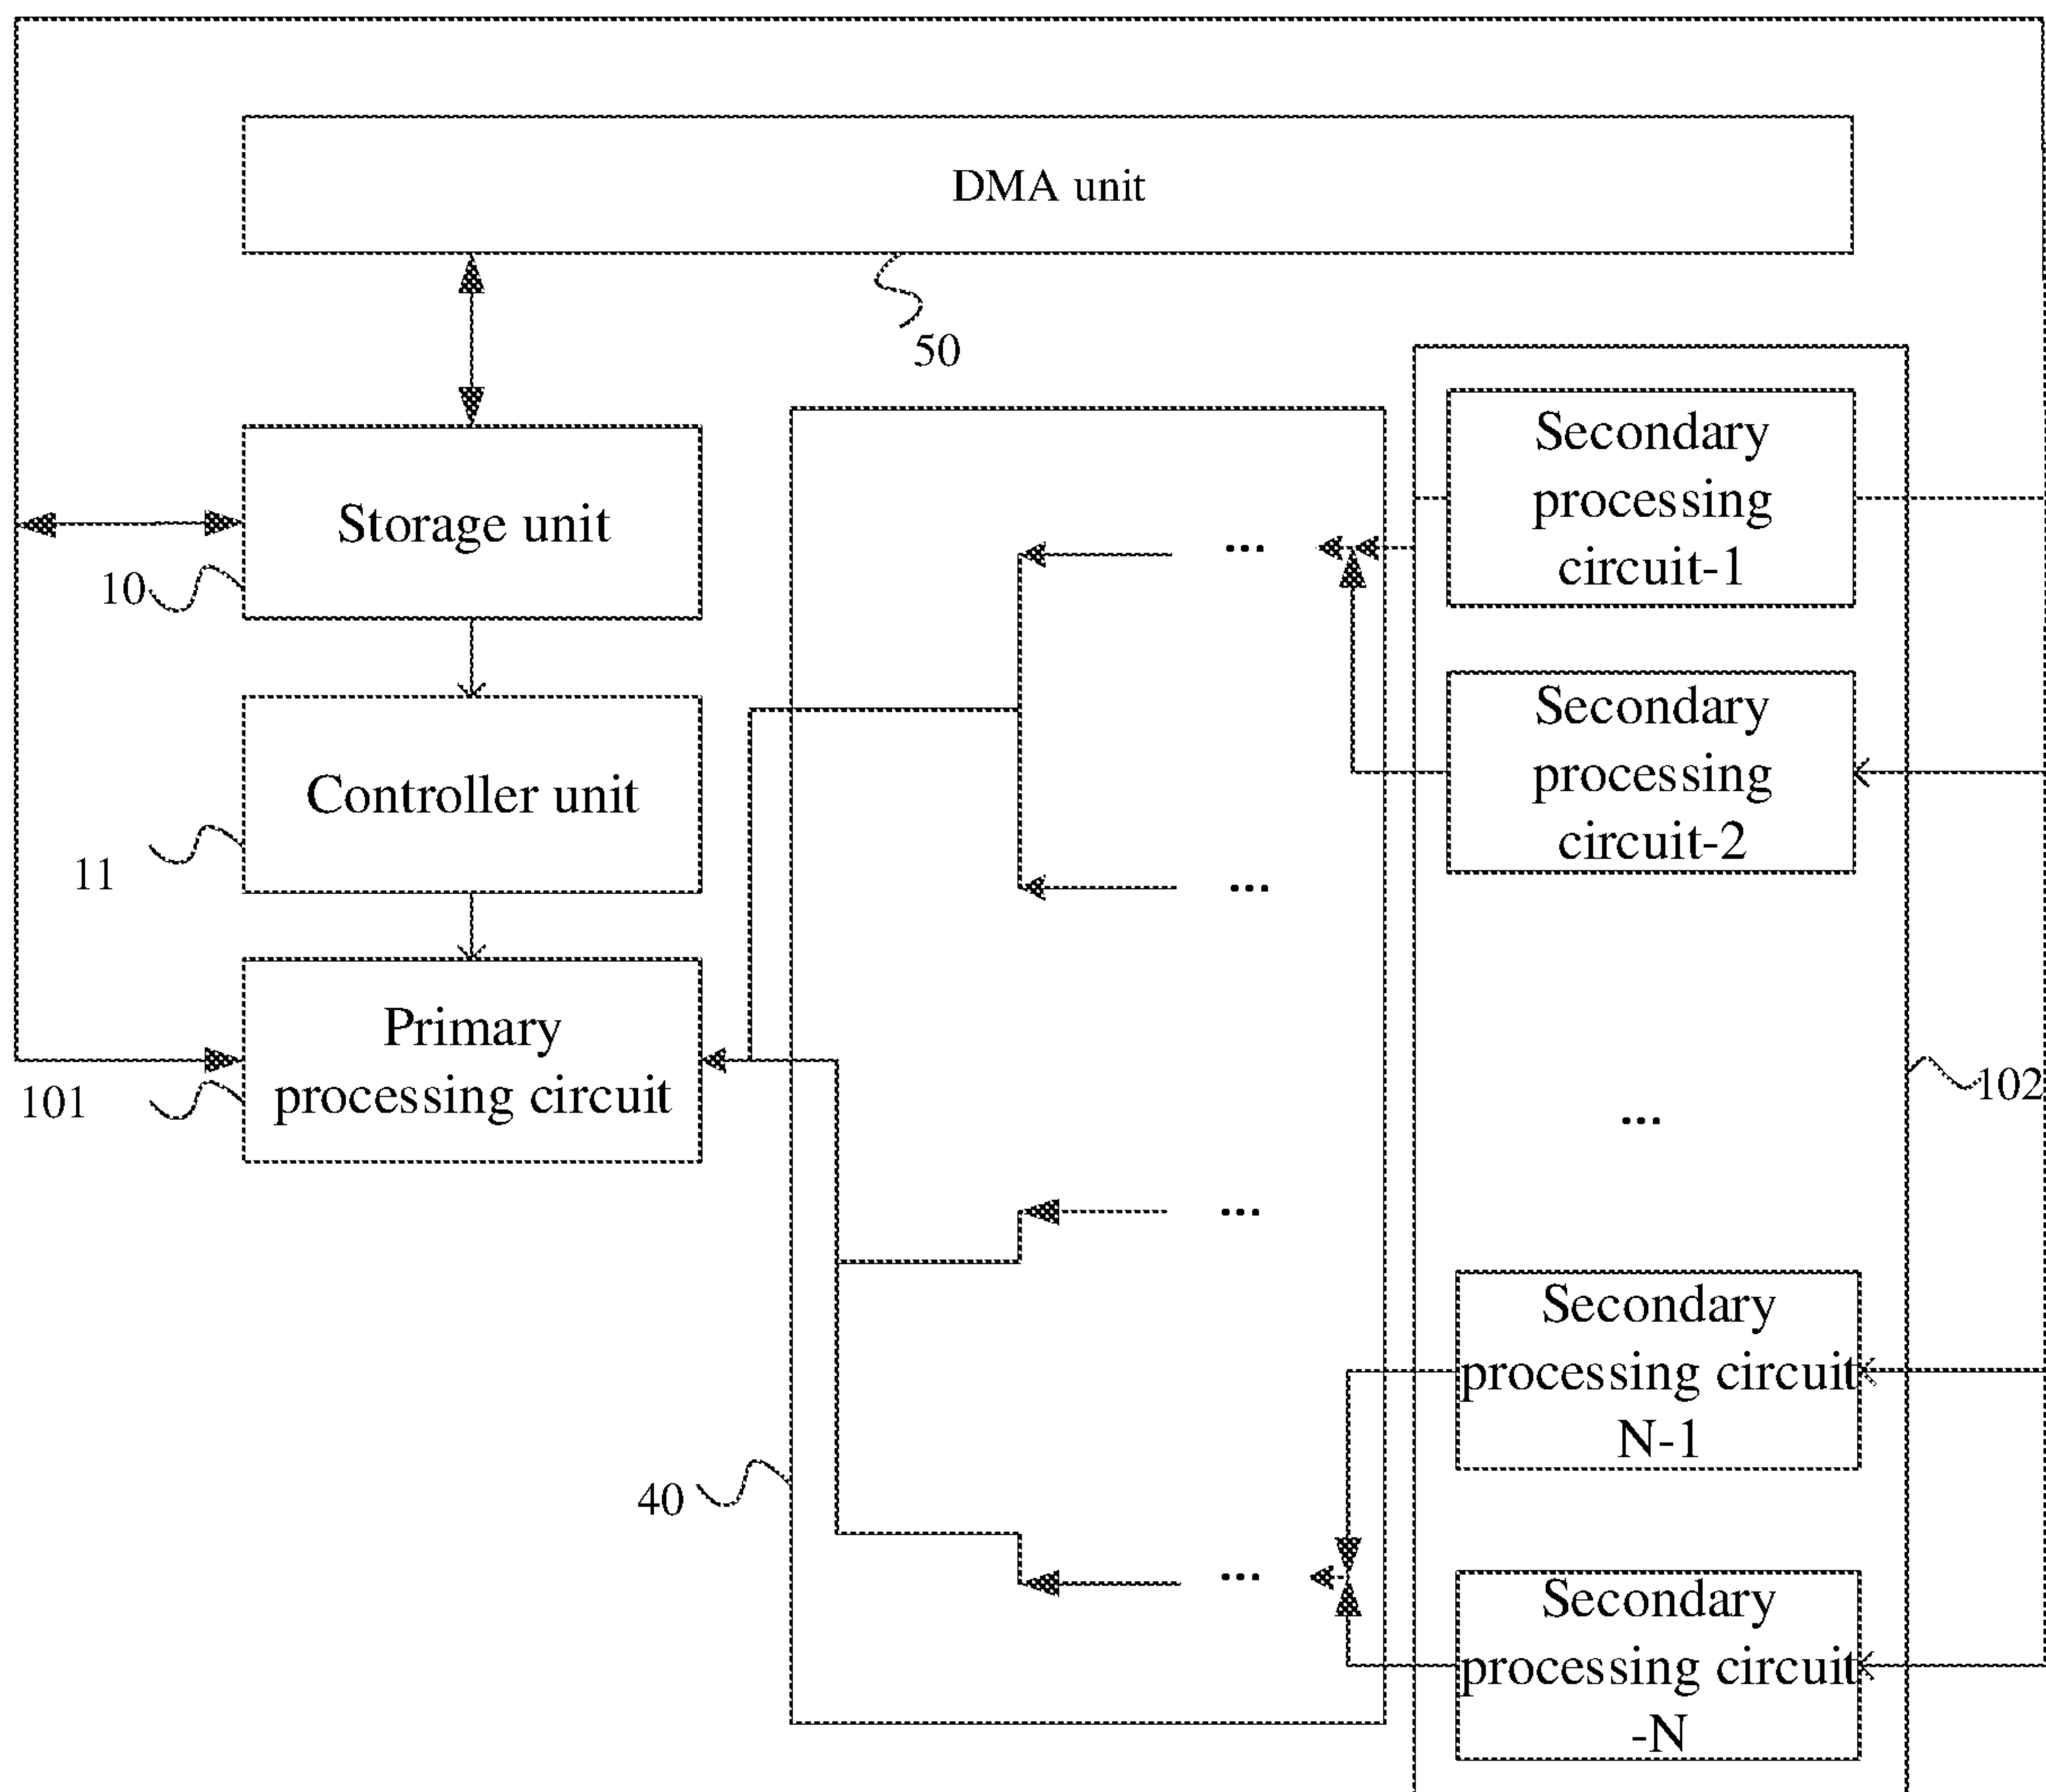 DMA unit
50
Storage unit
10
Controller unit
11
Primary
processing circuit
101
40
...
...
...
...
Secondary
processing
circuit-1
Secondary
processing
circuit-2
...
102
Secondary
processing circuit
N-1
Secondary
processing circuit
-N